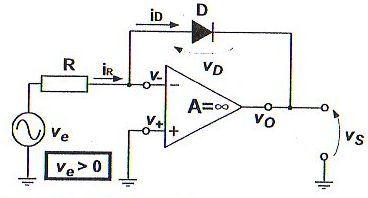 iD D
R iR vD
v- -
A=∞
ve v+ + vO vS
ve > 0